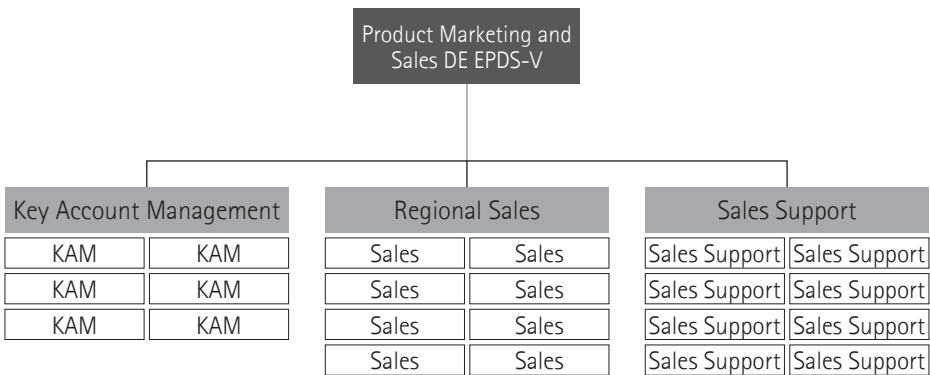 Product Marketing and
Sales DE EPDS-V
Key Account Management
Regional Sales
Sales Support
KAM KAM
KAM KAM
KAM KAM
Sales Sales
Sales Sales
Sales Sales
Sales Sales
Sales Support Sales Support
Sales Support Sales Support
Sales Support Sales Support
Sales Support Sales Support